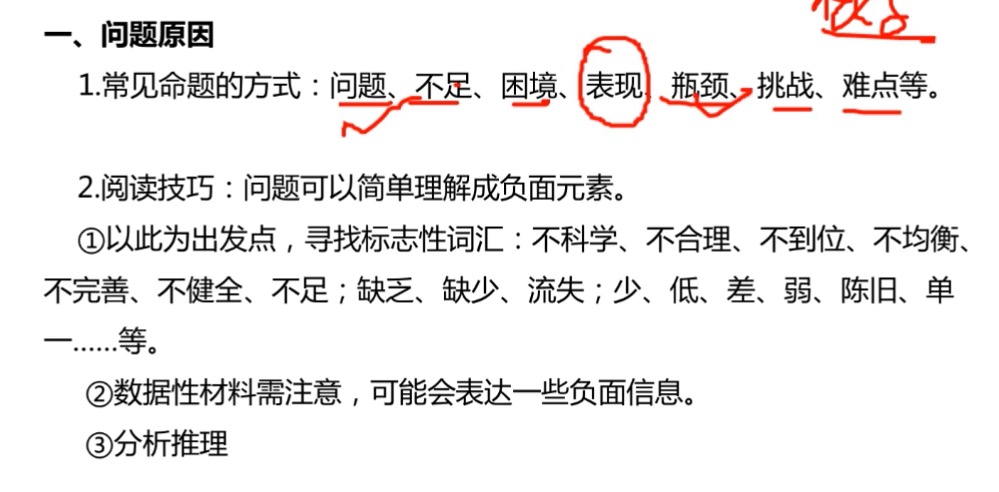 一、问题原因
1.常见命题的方式：问题、不足、困境、表现、瓶颈、挑战、难点等。
2.阅读技巧：问题可以简单理解成负面元素。
①以此为出发点，寻找标志性词汇：不科学、不合理、不到位、不均衡、
不完善、不健全、不足；缺乏、缺少、流失；少、低、差、弱、陈旧、单
一……等。
②数据性材料需注意，可能会表达一些负面信息。
③分析推理